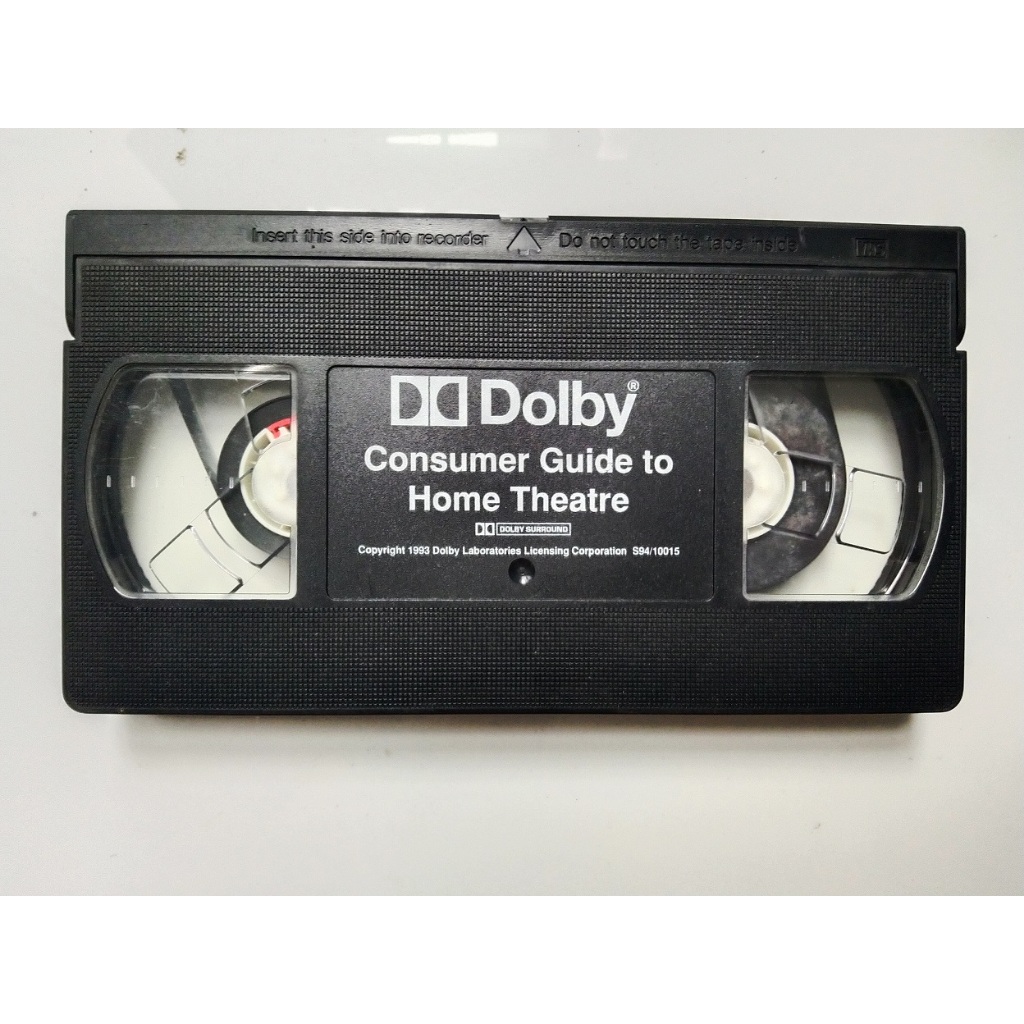 Insert this side into recorder Do not touch the tape inside VHS
Dolby®
Consumer Guide to
Home Theatre
DOLBY SURROUND
Copyright 1993 Dolby Laboratories Licensing Corporation S94/10015